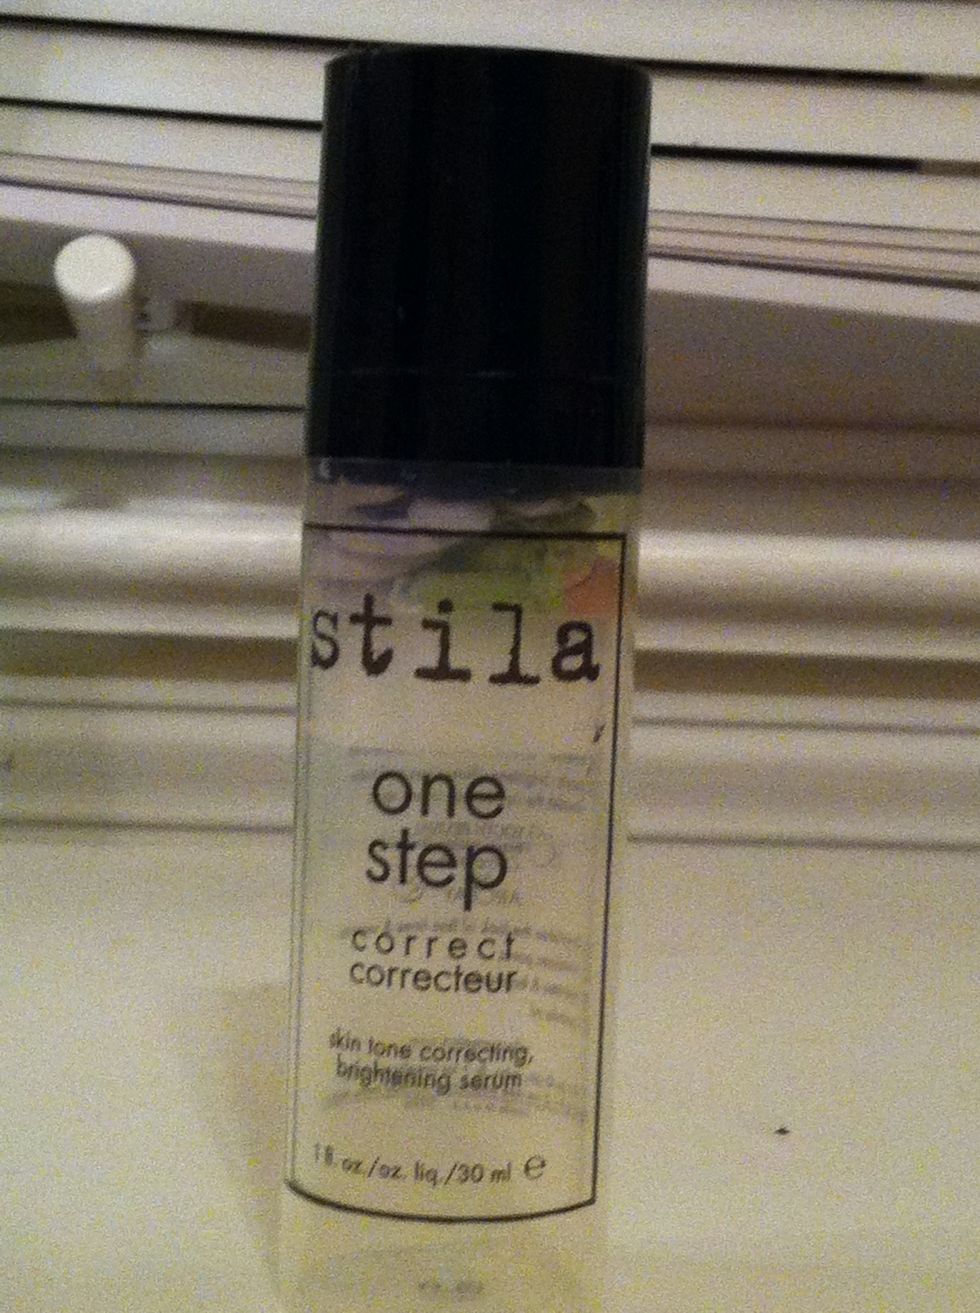 stila
one
step
correct
correcteur
skin tone correcting,
brightening serum
1 fl. oz./oz. liq./30 ml ℮